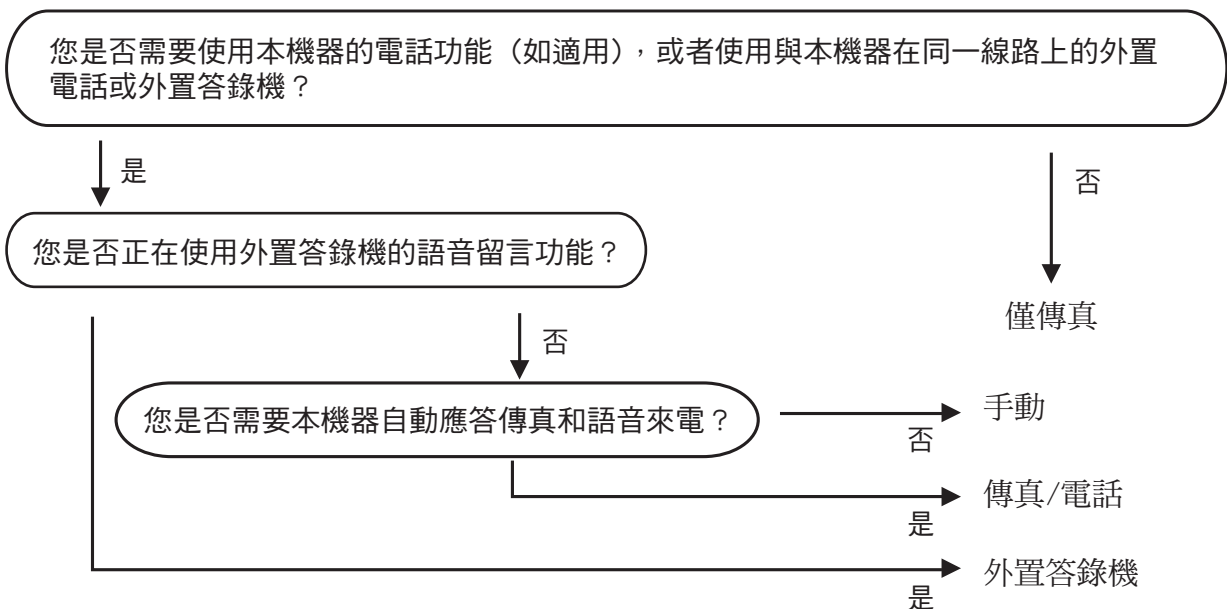 您是否需要使用本機器的電話功能（如適用），或者使用與本機器在同一線路上的外置
電話或外置答錄機？
是
否
您是否正在使用外置答錄機的語音留言功能？
僅傳真
否
您是否需要本機器自動應答傳真和語音來電？
手動
否
傳真/電話
是
外置答錄機
是